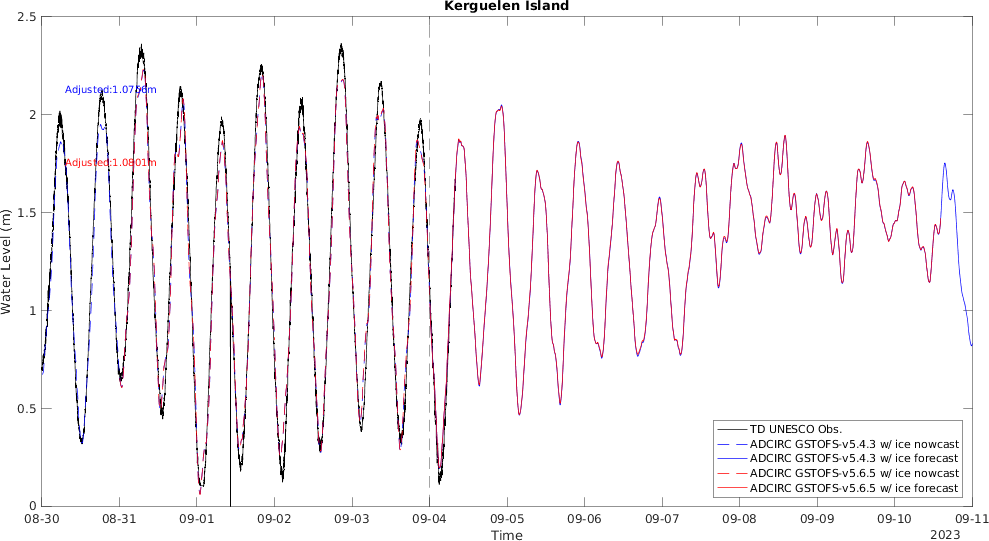 Kerguelen Island
2.5
2
1.5
1
0.5
0
Water Level (m)
Adjusted:1.0766m
Adjusted:1.0801m
TD UNESCO Obs.
ADCIRC GSTOFS-v5.4.3 w/ ice nowcast
ADCIRC GSTOFS-v5.4.3 w/ ice forecast
ADCIRC GSTOFS-v5.6.5 w/ ice nowcast
ADCIRC GSTOFS-v5.6.5 w/ ice forecast
08-30 08-31 09-01 09-02 09-03 09-04 09-05 09-06 09-07 09-08 09-09 09-10 09-11
Time
2023